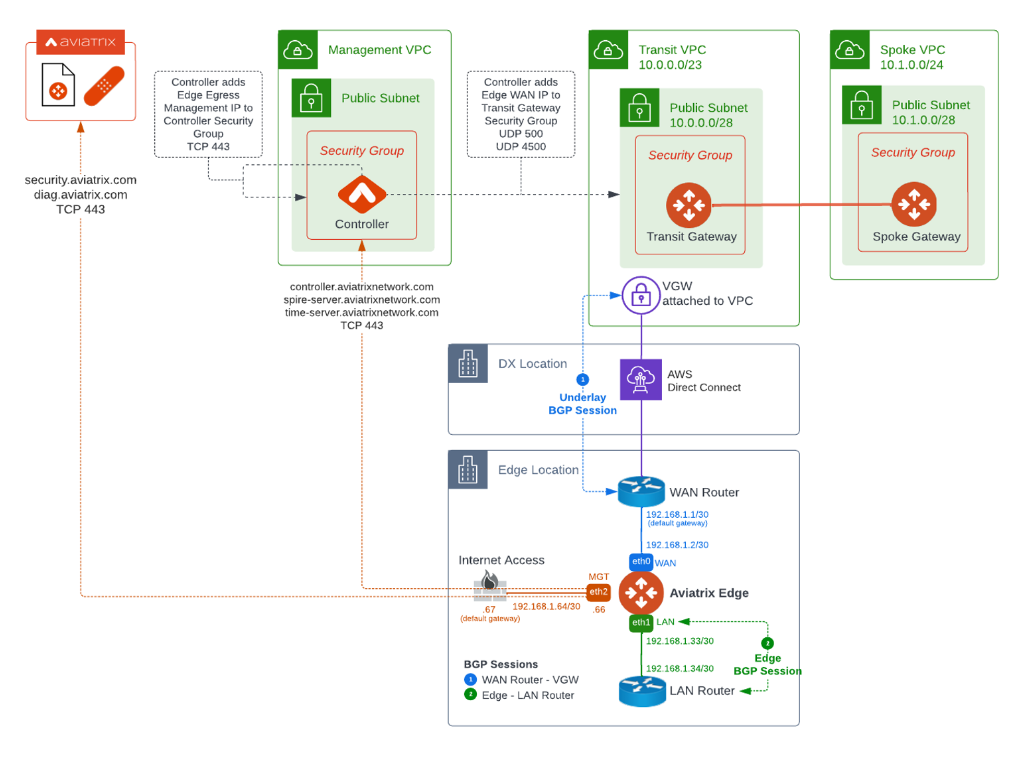 AVIATRIX
security.aviatrix.com
diag.aviatrix.com
TCP 443
Controller adds
Edge Egress
Management IP to
Controller Security
Group
TCP 443
Management VPC
Public Subnet
Security Group
Controller
controller.aviatrixnetwork.com
spire-server.aviatrixnetwork.com
time-server.aviatrixnetwork.com
TCP 443
Controller adds
Edge WAN IP to
Transit Gateway
Security Group
UDP 500
UDP 4500
Transit VPC
10.0.0.0/23
Public Subnet
10.0.0.0/28
Security Group
Transit Gateway
VGW
attached to VPC
Spoke VPC
10.1.0.0/24
Public Subnet
10.1.0.0/28
Security Group
Spoke Gateway
DX Location
AWS
Direct Connect
1
Underlay
BGP Session
Edge Location
WAN Router
192.168.1.1/30
(default gateway)
192.168.1.2/30
eth0 WAN
Internet Access
MGT
eth2
.67
(default gateway)
192.168.1.64/30
.66
Aviatrix Edge
eth1 LAN
192.168.1.33/30
2
Edge
BGP Session
192.168.1.34/30
LAN Router
BGP Sessions
1 WAN Router - VGW
2 Edge - LAN Router